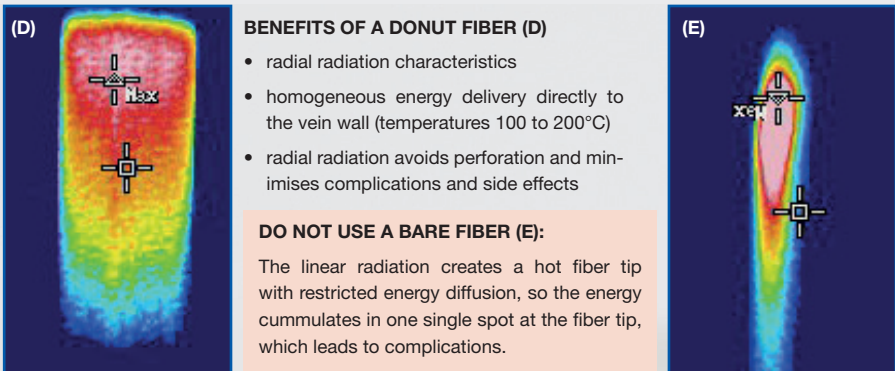 (D)
Max
BENEFITS OF A DONUT FIBER (D)
• radial radiation characteristics
• homogeneous energy delivery directly to
the vein wall (temperatures 100 to 200°C)
• radial radiation avoids perforation and min-
imises complications and side effects
DO NOT USE A BARE FIBER (E):
The linear radiation creates a hot fiber tip
with restricted energy diffusion, so the energy
cummulates in one single spot at the fiber tip,
which leads to complications.
(E)